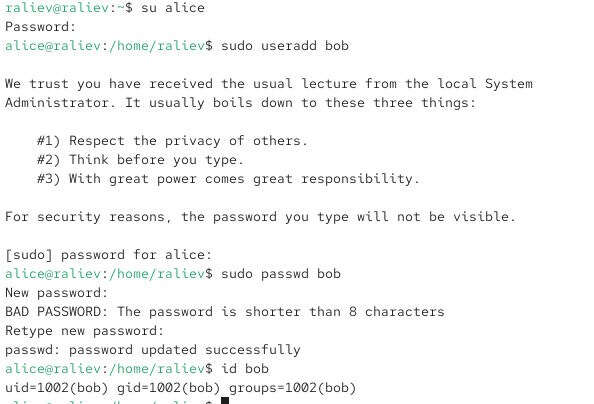 raliev@raliev:~$ su alice
Password:
alice@raliev:/home/raliev$ sudo useradd bob
We trust you have received the usual lecture from the local System
Administrator. It usually boils down to these three things:
#1) Respect the privacy of others.
#2) Think before you type.
#3) With great power comes great responsibility.
For security reasons, the password you type will not be visible.
[sudo] password for alice:
alice@raliev:/home/raliev$ sudo passwd bob
New password:
BAD PASSWORD: The password is shorter than 8 characters
Retype new password:
passwd: password updated successfully
alice@raliev:/home/raliev$ id bob
uid=1002(bob) gid=1002(bob) groups=1002(bob)
alice@raliev:/home/raliev$